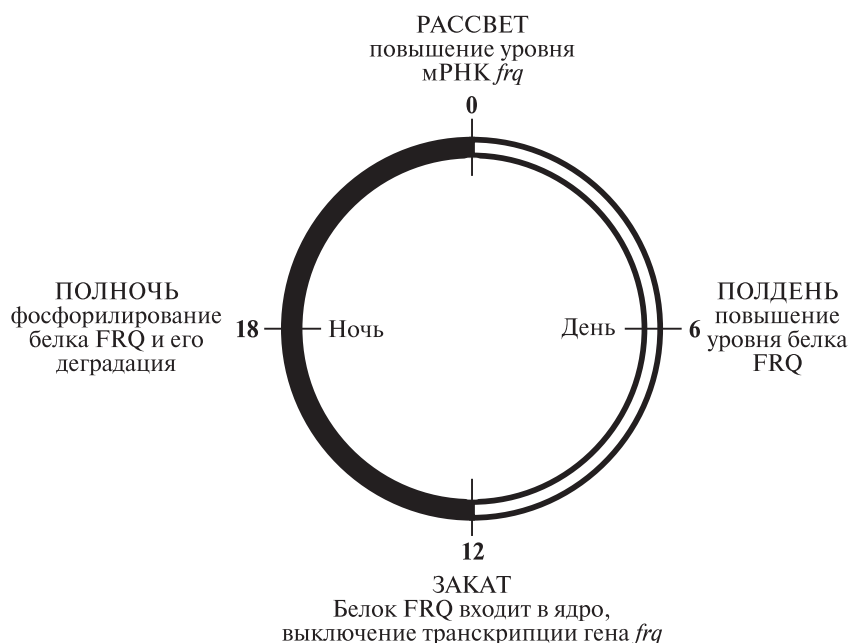 РАССВЕТ
повышение уровня
мРНК frq
0
ПОЛНОЧЬ
фосфорилирование
белка FRQ и его
деградация
18
Ночь
День
6
ПОЛДЕНЬ
повышение
уровня белка
FRQ
12
ЗАКАТ
Белок FRQ входит в ядро,
выключение транскрипции гена frq